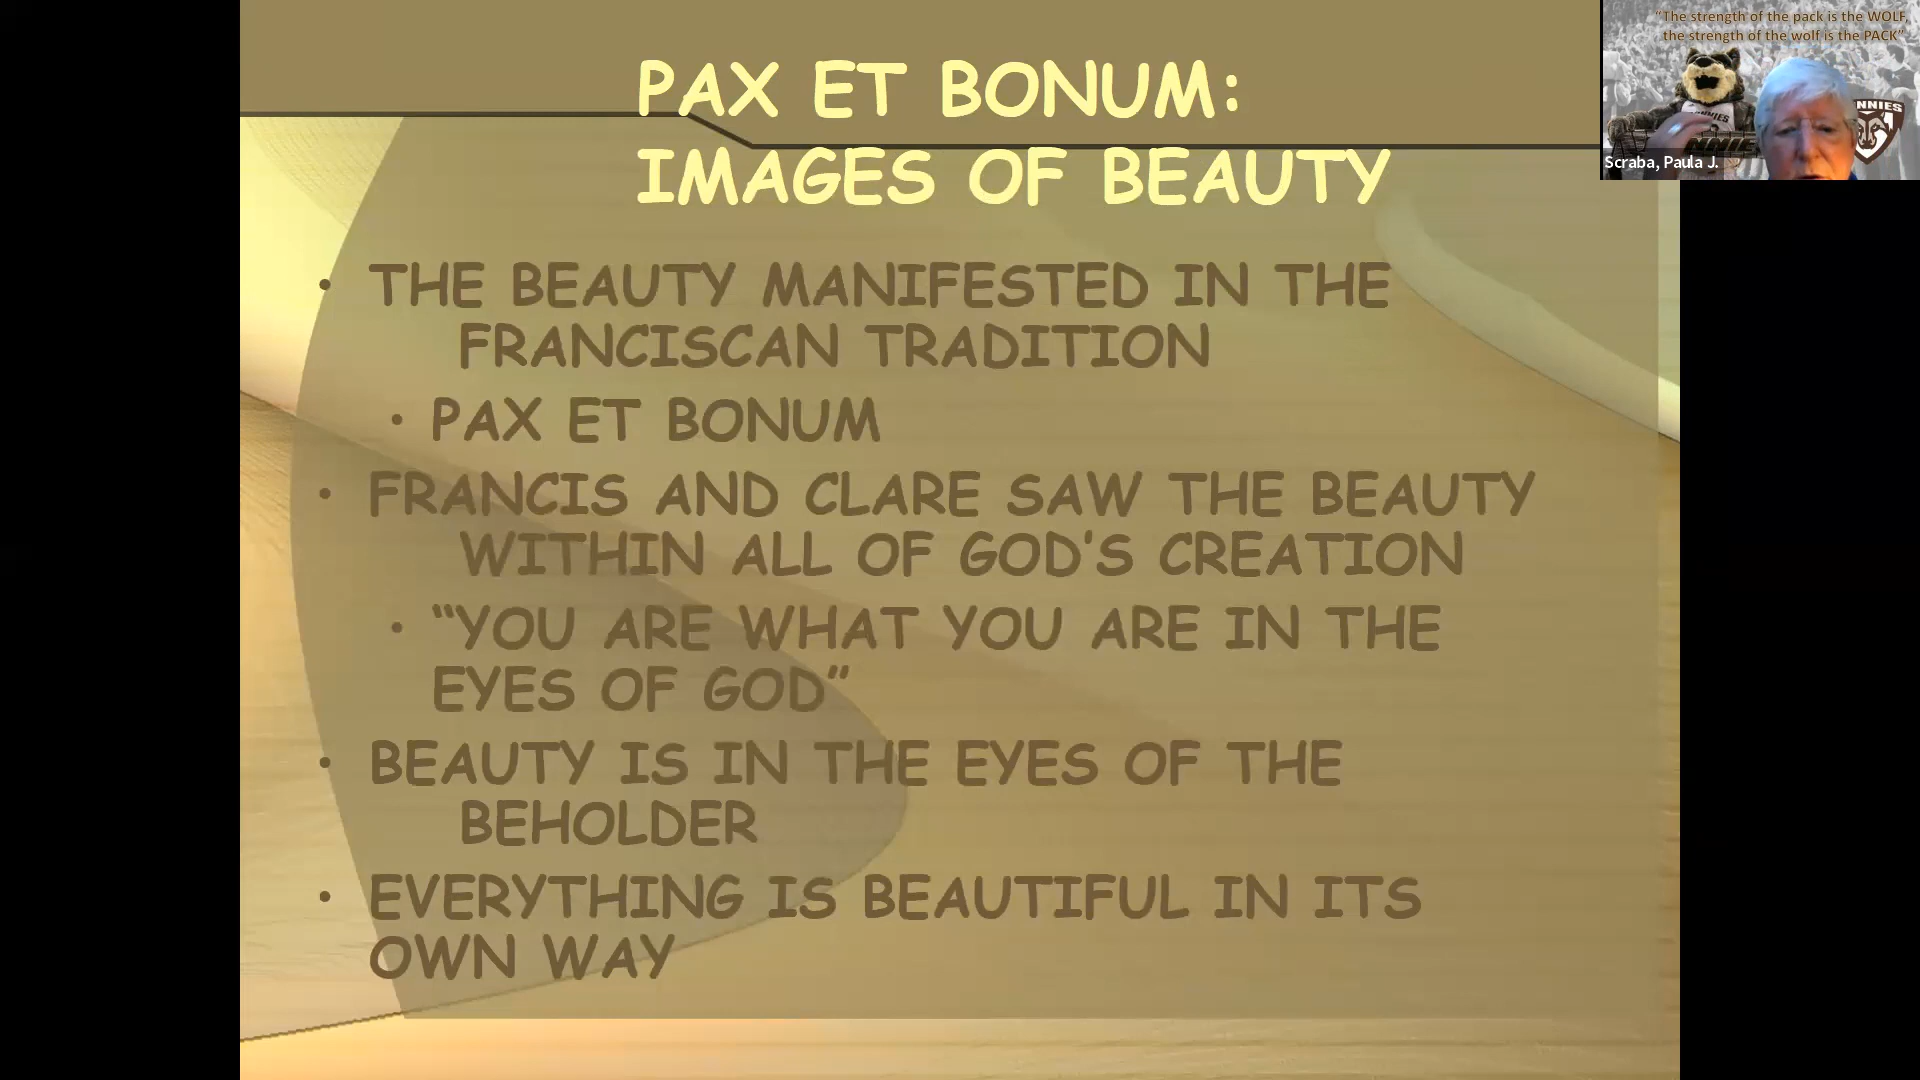 PAX ET BONUM:
IMAGES OF BEAUTY
• THE BEAUTY MANIFESTED IN THE
FRANCISCAN TRADITION
• PAX ET BONUM
• FRANCIS AND CLARE SAW THE BEAUTY
WITHIN ALL OF GOD'S CREATION
• “YOU ARE WHAT YOU ARE IN THE
EYES OF GOD”
• BEAUTY IS IN THE EYES OF THE
BEHOLDER
• EVERYTHING IS BEAUTIFUL IN ITS
OWN WAY
“The strength of the pack is the WOLF,
the strength of the wolf is the PACK”
NNIES
Scraba, Paula J.